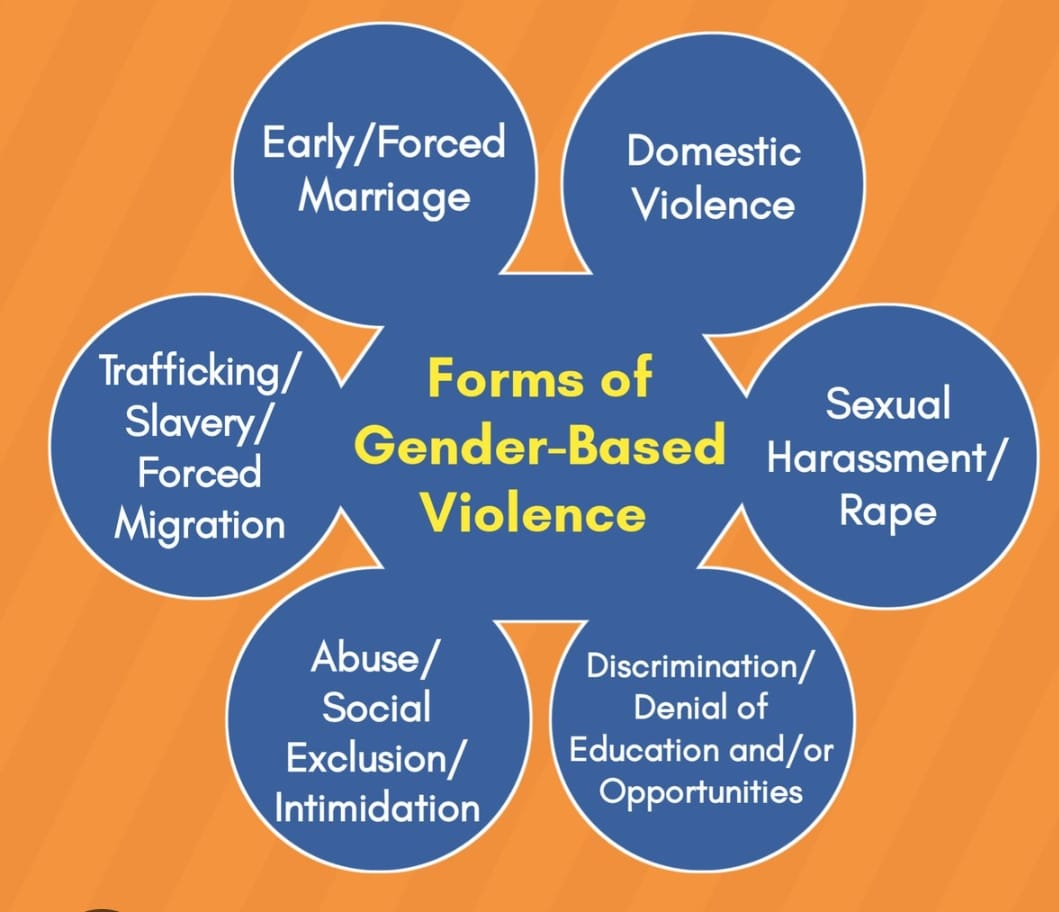 Early/Forced
Marriage
Domestic
Violence
Trafficking/
Slavery/
Forced
Migration
Forms of
Gender-Based
Violence
Sexual
Harassment/
Rape
Abuse/
Social
Exclusion/
Intimidation
Discrimination/
Denial of
Education and/or
Opportunities